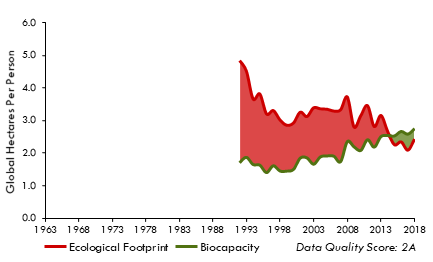 Global Hectares Per Person
6.0
5.0
4.0
3.0
2.0
1.0
0.0
1963 1968 1973 1978 1983 1988 1993 1998 2003 2008 2013 2018
Ecological Footprint Biocapacity Data Quality Score: 2A